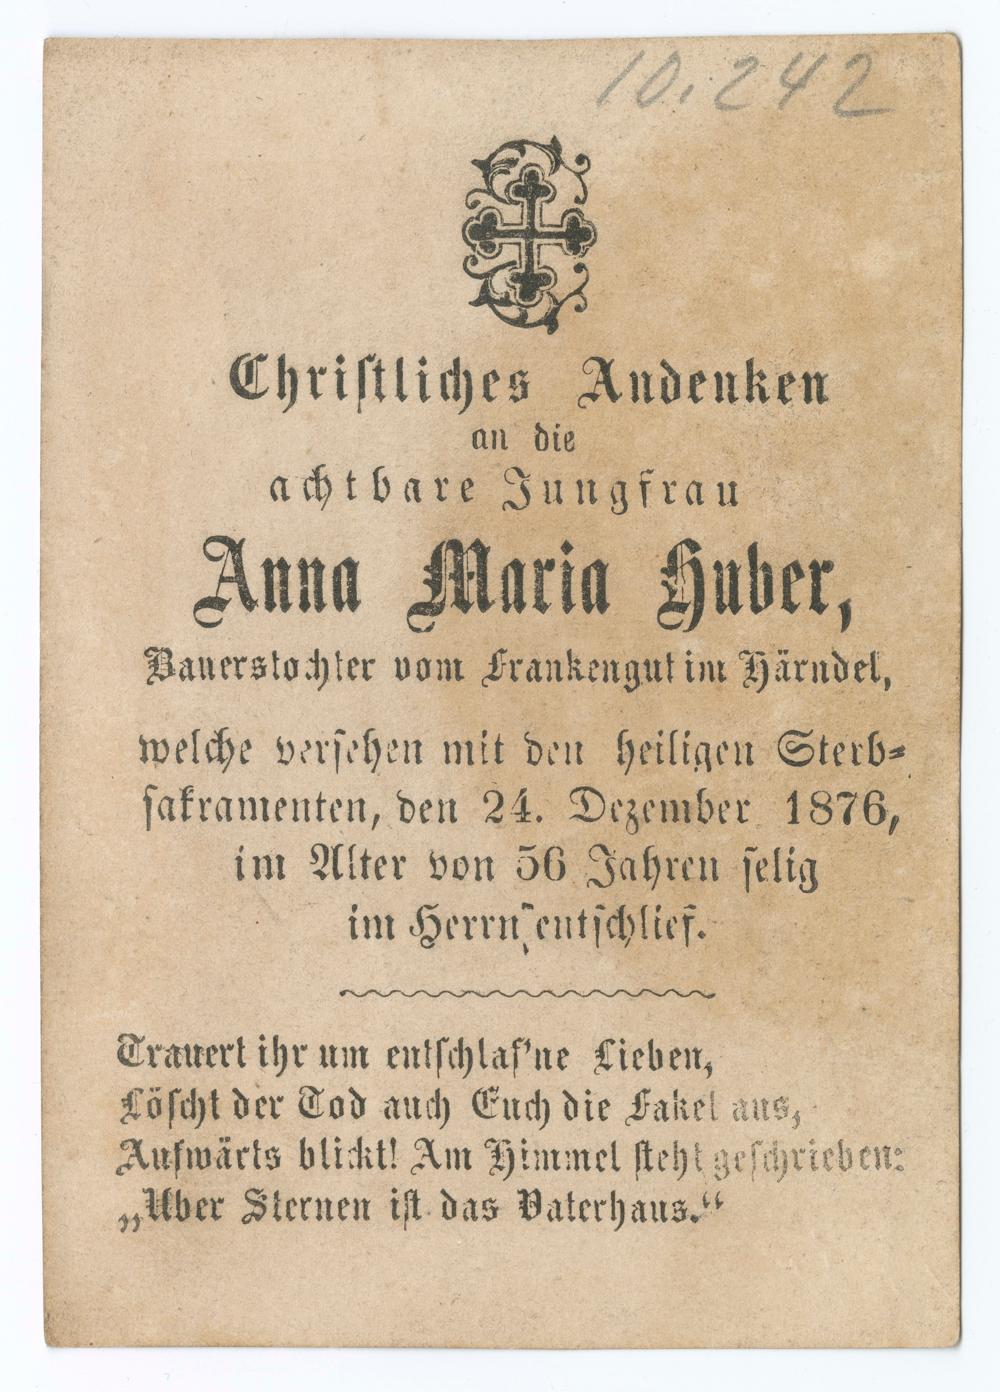 10.242
Christliches Andenken
an die
achtbare Jungfrau
Anna Maria Huber,
Bauerstochter vom Frankengut im Härndel,
welche versehen mit den heiligen Sterb-
sakramenten, den 24. Dezember 1876,
im Alter von 56 Jahren selig
im Herrn entschlief.
Trauert ihr um entschlaf'ne Lieben,
Löscht der Tod auch Euch die Fakel aus,
Aufwärts blickt! Am Himmel steht geschrieben:
„Uber Sternen ist das Vaterhaus.“